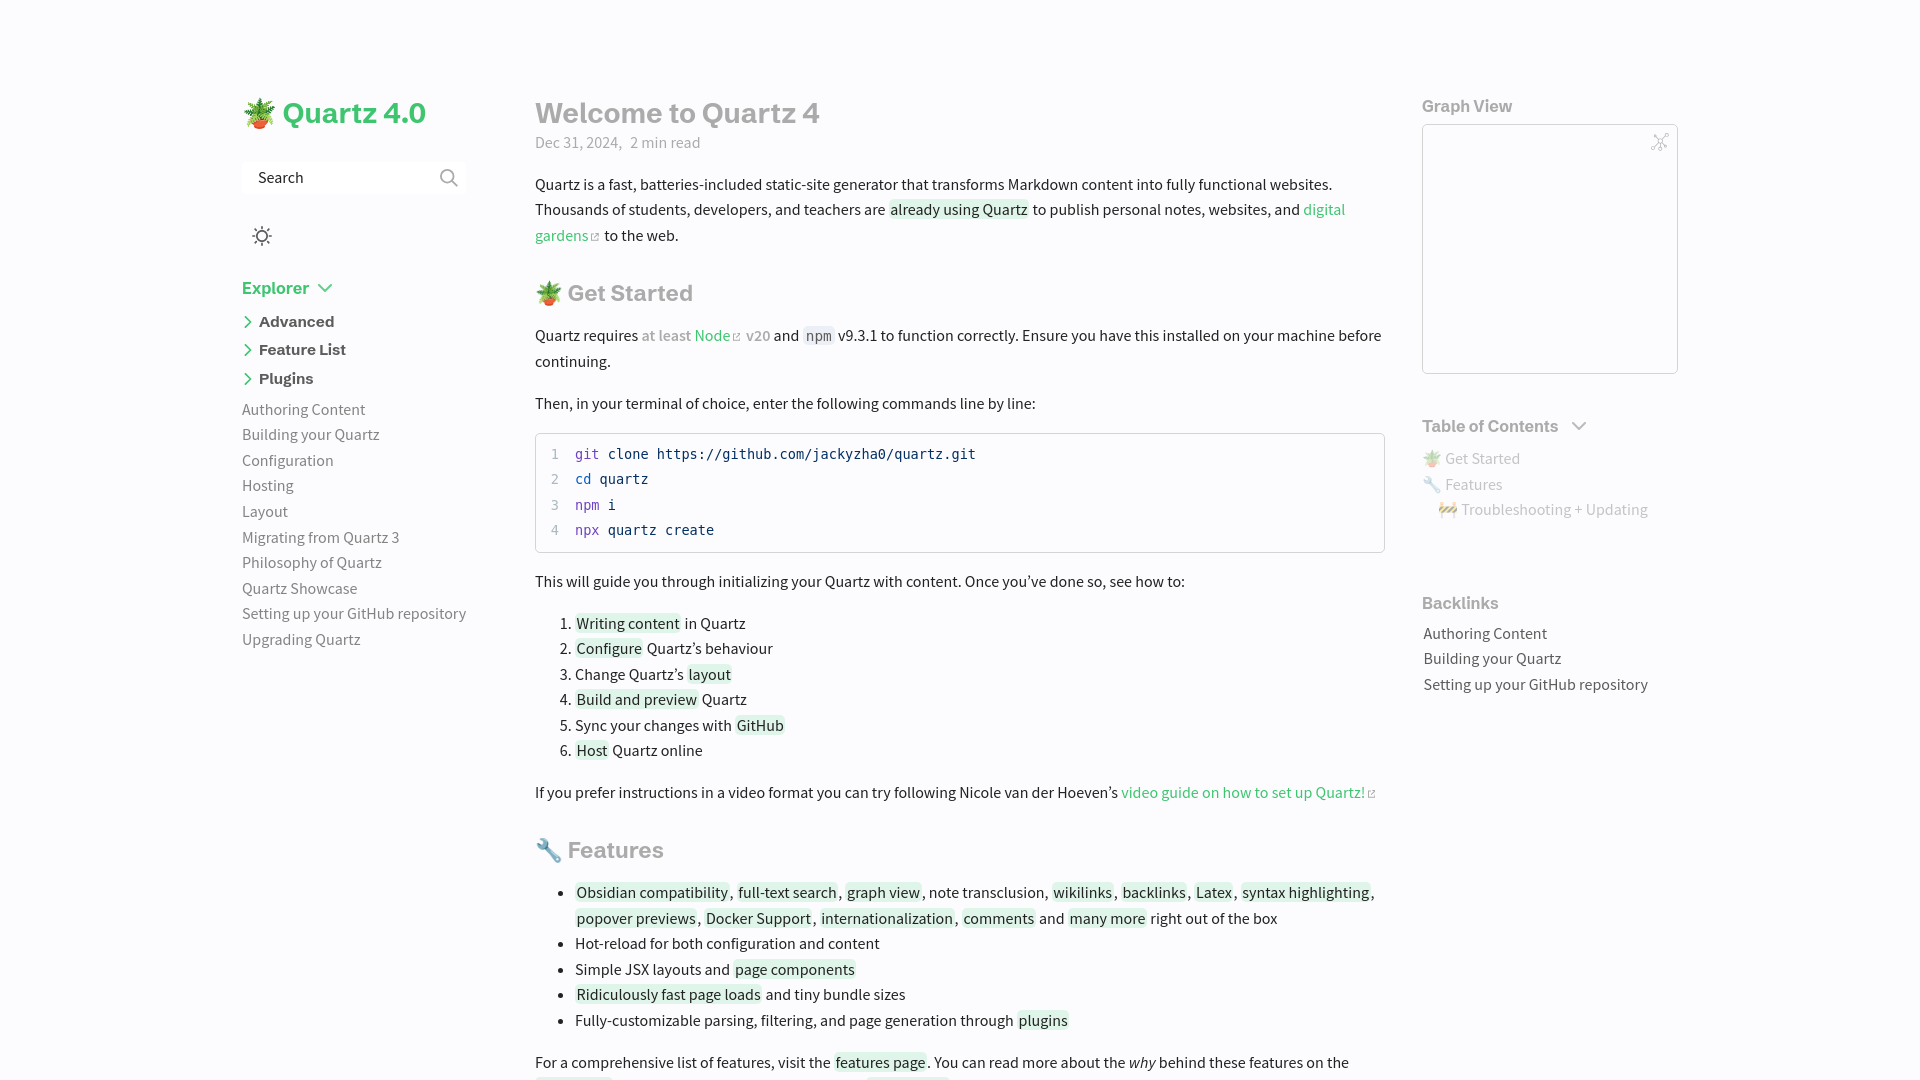 🪴 Quartz 4.0
Search
Explorer
Advanced
Feature List
Plugins
Authoring Content
Building your Quartz
Configuration
Hosting
Layout
Migrating from Quartz 3
Philosophy of Quartz
Quartz Showcase
Setting up your GitHub repository
Upgrading Quartz
Welcome to Quartz 4
Dec 31, 2024, 2 min read
Quartz is a fast, batteries-included static-site generator that transforms Markdown content into fully functional websites.
Thousands of students, developers, and teachers are already using Quartz to publish personal notes, websites, and digital
gardens to the web.
🪴 Get Started
Quartz requires at least Node v20 and npm v9.3.1 to function correctly. Ensure you have this installed on your machine before
continuing.
Then, in your terminal of choice, enter the following commands line by line:
1 git clone https://github.com/jackyzha0/quartz.git
2 cd quartz
3 npm i
4 npx quartz create
This will guide you through initializing your Quartz with content. Once you’ve done so, see how to:
1. Writing content in Quartz
2. Configure Quartz’s behaviour
3. Change Quartz’s layout
4. Build and preview Quartz
5. Sync your changes with GitHub
6. Host Quartz online
If you prefer instructions in a video format you can try following Nicole van der Hoeven’s video guide on how to set up Quartz!
🔧 Features
• Obsidian compatibility, full-text search, graph view, note transclusion, wikilinks, backlinks, Latex, syntax highlighting,
popover previews, Docker Support, internationalization, comments and many more right out of the box
• Hot-reload for both configuration and content
• Simple JSX layouts and page components
• Ridiculously fast page loads and tiny bundle sizes
• Fully-customizable parsing, filtering, and page generation through plugins
For a comprehensive list of features, visit the features page. You can read more about the why behind these features on the
Graph View
Table of Contents
🪴 Get Started
🔧 Features
🚧 Troubleshooting + Updating
Backlinks
Authoring Content
Building your Quartz
Setting up your GitHub repository